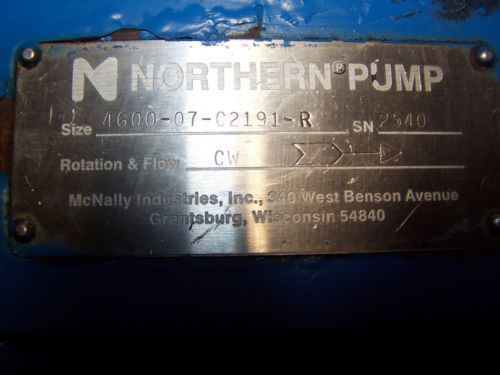 N NORTHERN® PUMP
Size 4600-07-C2191-R SN 2540
Rotation & Flow CW
McNally Industries, Inc., 340 West Benson Avenue
Grantsburg, Wisconsin 54840